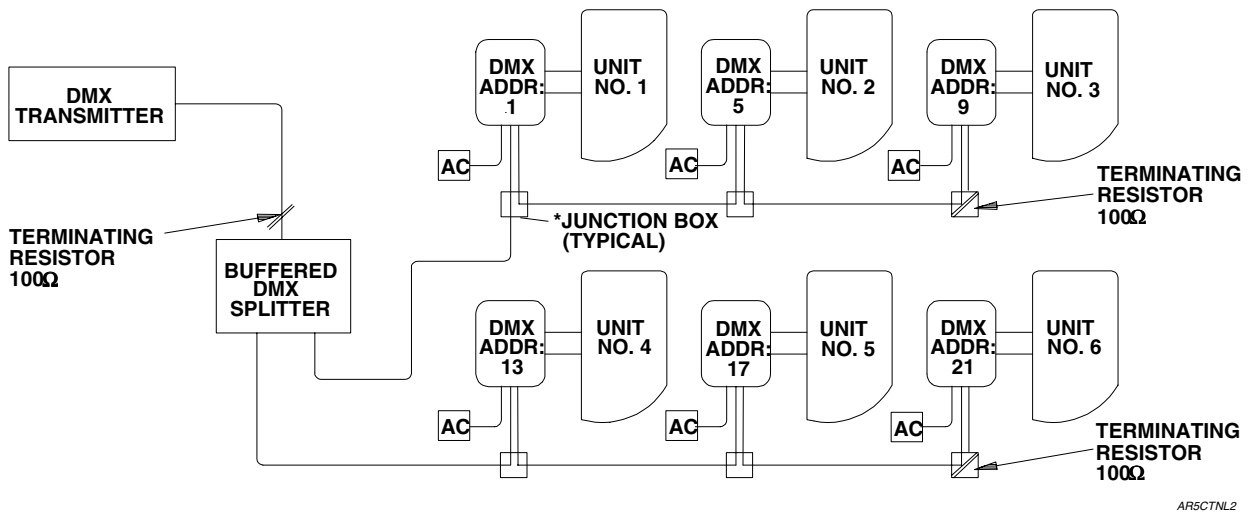 DMX
TRANSMITTER
TERMINATING
RESISTOR
100Ω
BUFFERED
DMX
SPLITTER
DMX
ADDR:
1
UNIT
NO. 1
AC
DMX
ADDR:
5
UNIT
NO. 2
AC
DMX
ADDR:
9
UNIT
NO. 3
AC
*JUNCTION BOX
(TYPICAL)
TERMINATING
RESISTOR
100Ω
DMX
ADDR:
13
UNIT
NO. 4
AC
DMX
ADDR:
17
UNIT
NO. 5
AC
DMX
ADDR:
21
UNIT
NO. 6
AC
TERMINATING
RESISTOR
100Ω
AR5CTNL2